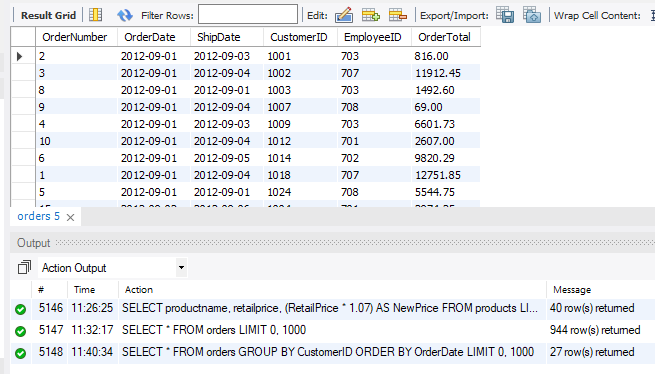 Result Grid Filter Rows: Edit: Export/Import: Wrap Cell Content:
OrderNumber OrderDate ShipDate CustomerID EmployeeID OrderTotal
2 2012-09-01 2012-09-03 1001 703 816.00
3 2012-09-01 2012-09-04 1002 707 11912.45
8 2012-09-01 2012-09-01 1003 703 1492.60
9 2012-09-01 2012-09-04 1007 708 69.00
4 2012-09-01 2012-09-03 1009 703 6601.73
10 2012-09-01 2012-09-04 1012 701 2607.00
6 2012-09-01 2012-09-05 1014 702 9820.29
1 2012-09-01 2012-09-04 1018 707 12751.85
5 2012-09-01 2012-09-01 1024 708 5544.75
orders 5
Output
Action Output
# Time Action Message
5146 11:26:25 SELECT productname, retailprice, (RetailPrice * 1.07) AS NewPrice FROM products LI... 40 row(s) returned
5147 11:32:17 SELECT * FROM orders LIMIT 0, 1000 944 row(s) returned
5148 11:40:34 SELECT * FROM orders GROUP BY CustomerID ORDER BY OrderDate LIMIT 0, 1000 27 row(s) returned